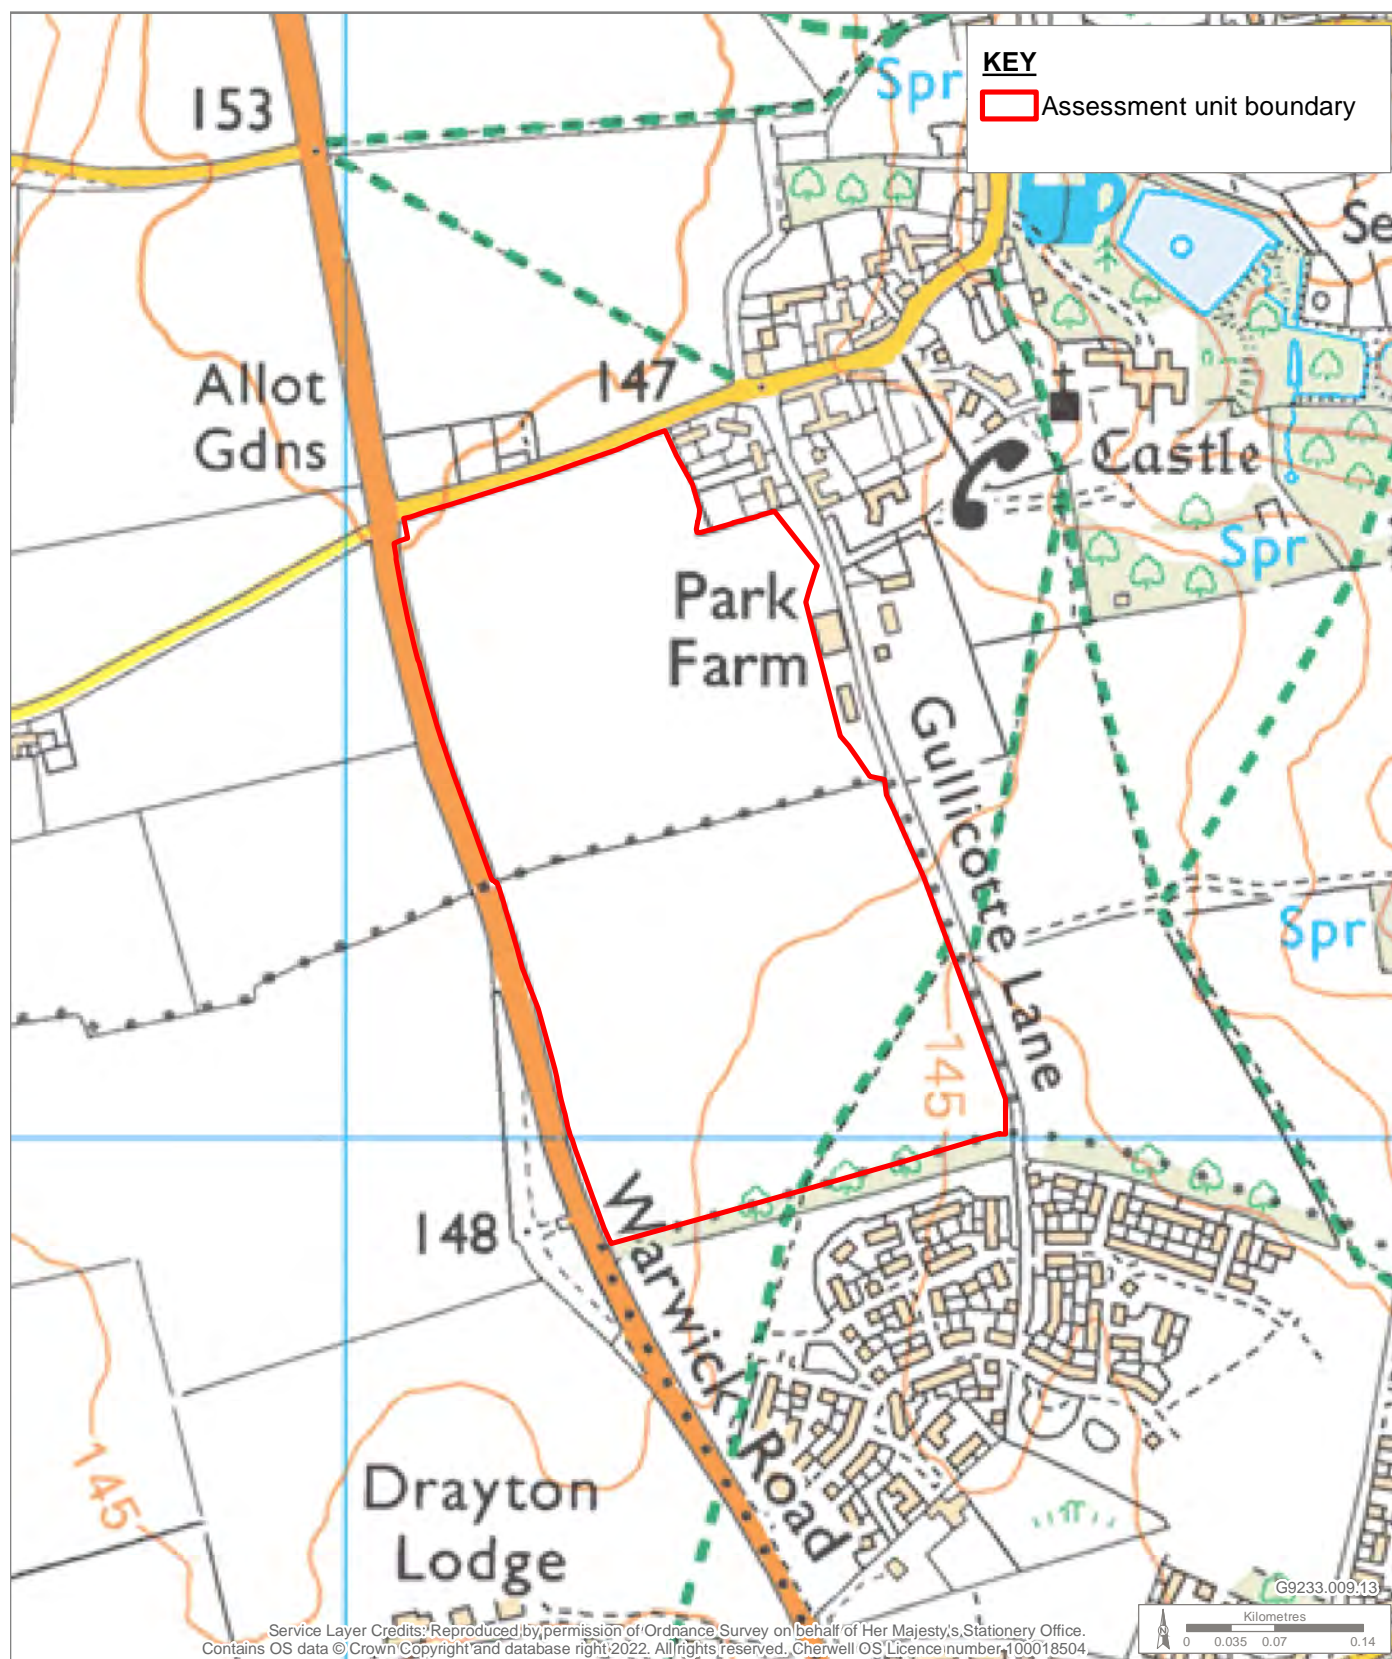 KEY
Assessment unit boundary
Spr
153
Se
Allot
Gdns
147
Castle
Spr
Park
Farm
Gullicotte Lane
Spr
145
148
Warwick Road
145
Drayton
Lodge
G9233.009.13
Kilometres
N
0 0.035 0.07 0.14
Service Layer Credits: Reproduced by permission of Ordnance Survey on behalf of Her Majesty's Stationery Office.
Contains OS data © Crown Copyright and database right 2022. All rights reserved. Cherwell OS Licence number 100018504